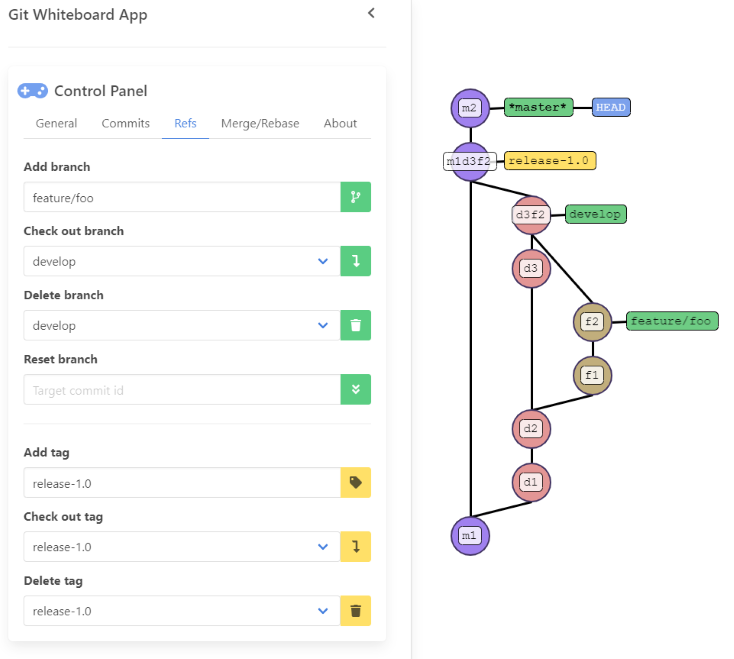 Git Whiteboard App
Control Panel
General Commits Refs Merge/Rebase About
Add branch
feature/foo
Check out branch
develop
Delete branch
develop
Reset branch
Target commit id
Add tag
release-1.0
Check out tag
release-1.0
Delete tag
release-1.0
m2 *master* HEAD
m1d3f2 release-1.0
d3f2 develop
d3
f2 feature/foo
f1
d2
d1
m1